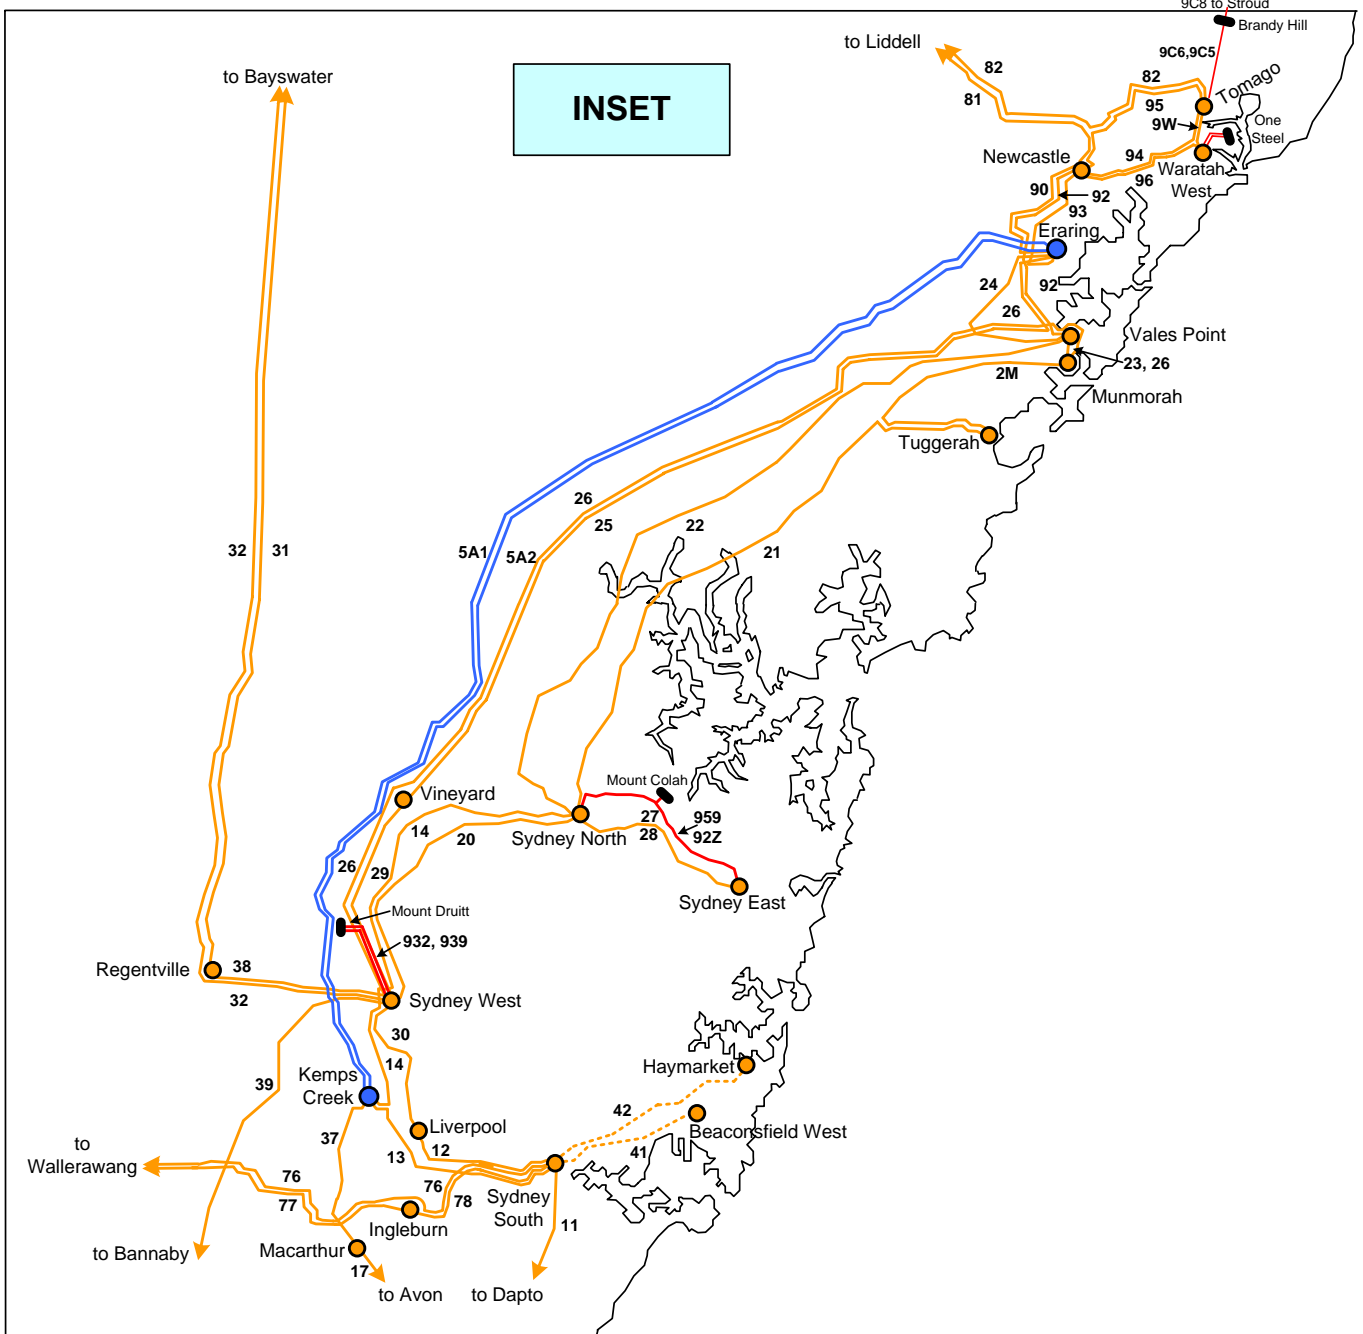 9C8 to Stroud
Brandy Hill
to Liddell
9C6,9C5
82
82
to Bayswater
Tomago
81
95
INSET
9W
One
Steel
Newcastle
94
Waratah
West
96
90
92
93
Eraring
24
92
26
Vales Point
23, 26
2M
Munmorah
Tuggerah
26
25
22
21
32
31
5A1
5A2
Mount Colah
Vineyard
27
959
14
28
92Z
20
Sydney North
26
29
Sydney East
Mount Druitt
932, 939
Regentville
38
32
Sydney West
30
14
Haymarket
Kemps
Creek
39
42
Liverpool
Beaconsfield West
37
to
Wallerawang
12
41
13
76
76
77
78
Sydney
South
Ingleburn
11
to Bannaby
Macarthur
17
to Avon
to Dapto